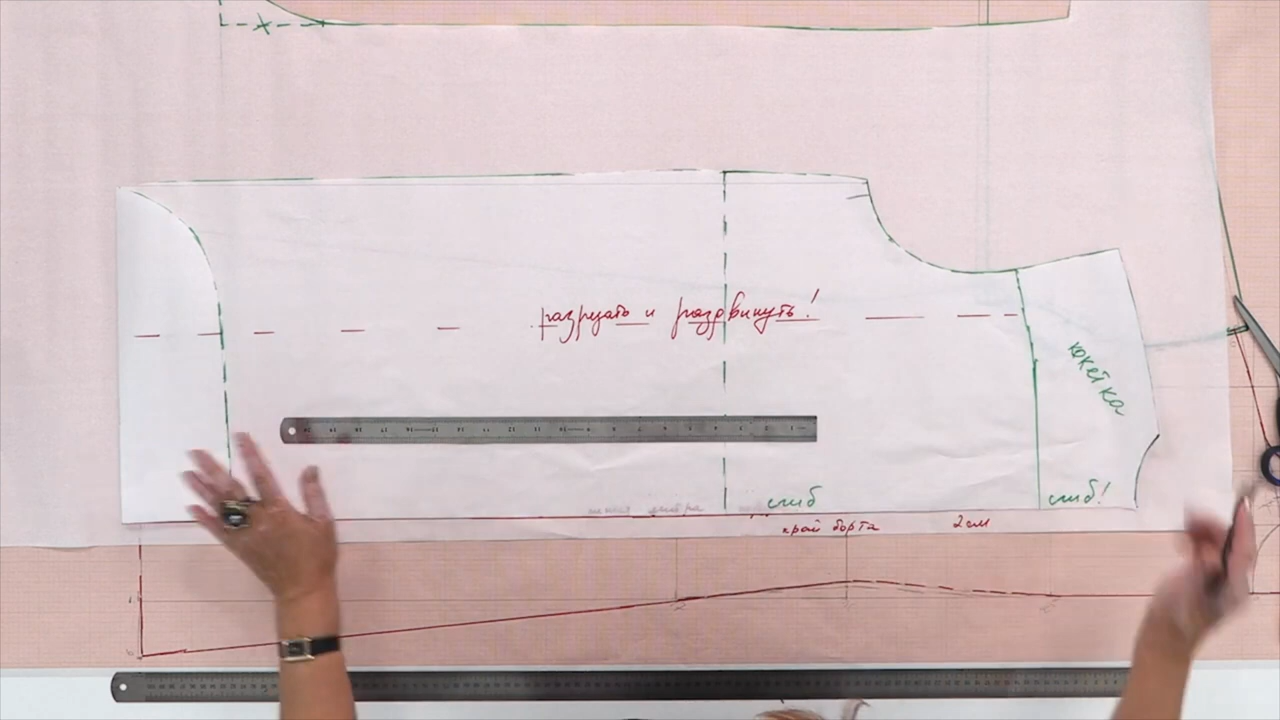 разрезать и раздвинуть!
кокетка
сгиб
сгиб!
край борта 2см